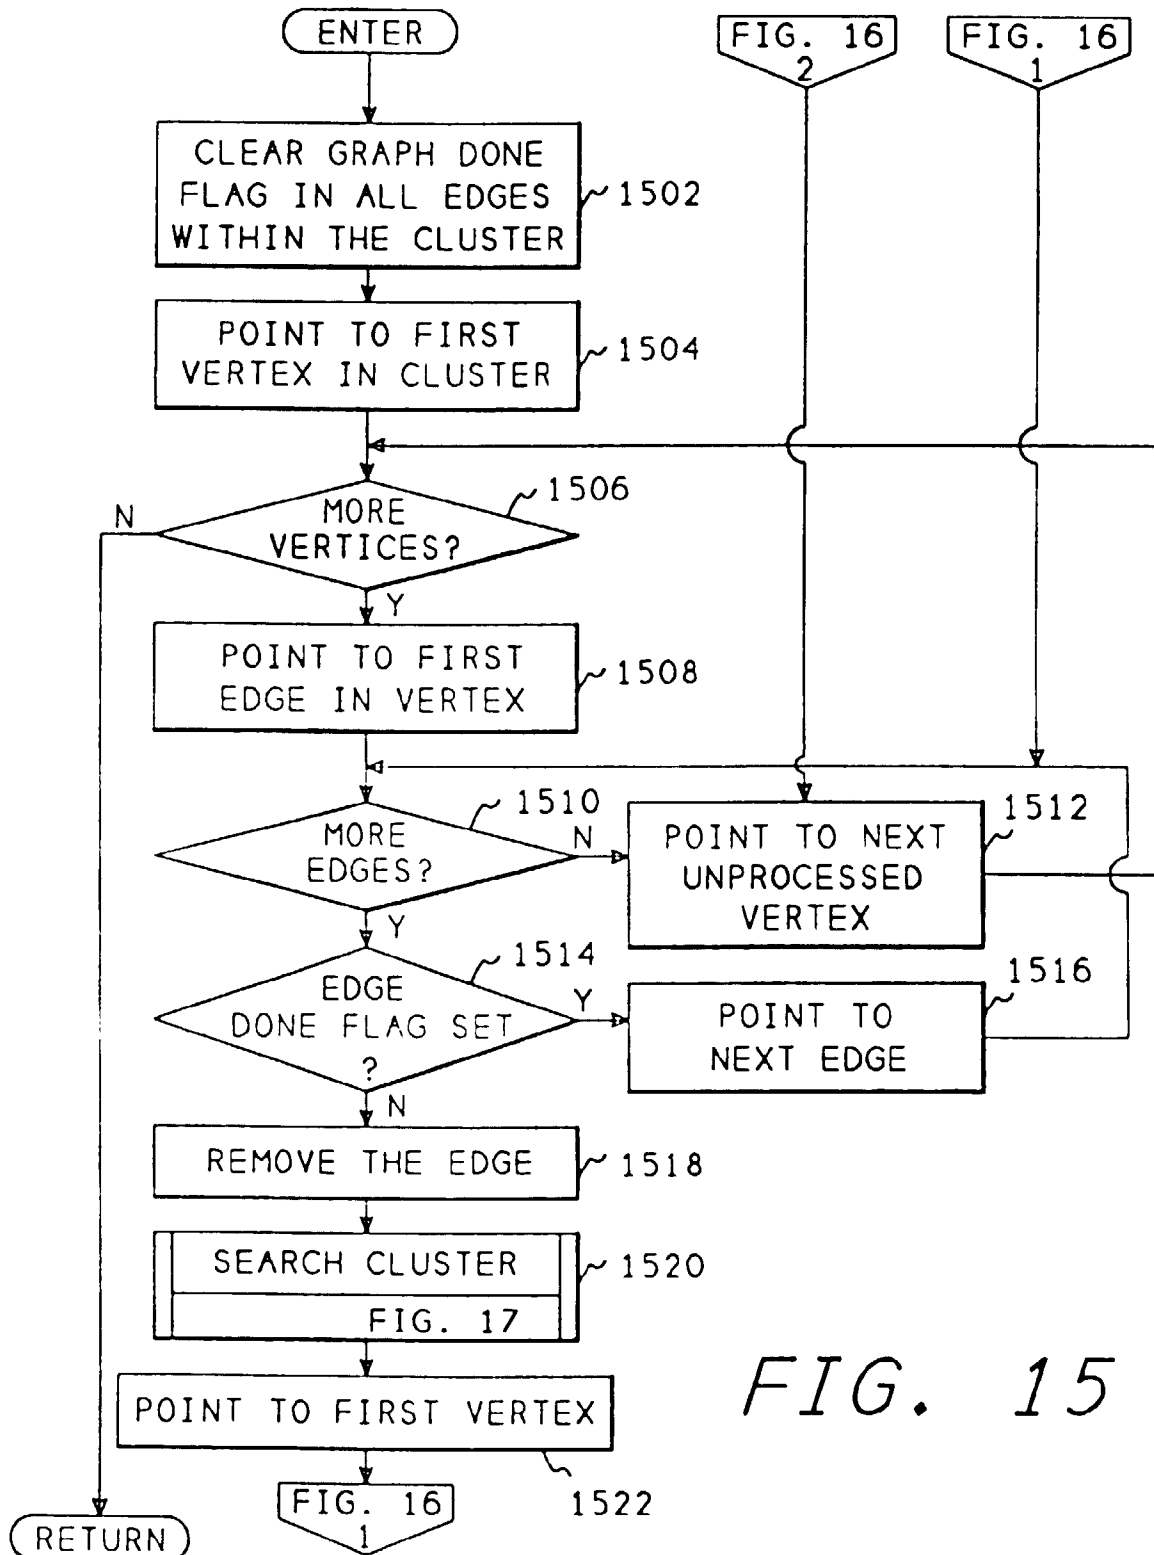 ENTER
FIG. 16
2
FIG. 16
1
CLEAR GRAPH DONE
FLAG IN ALL EDGES
WITHIN THE CLUSTER
1502
POINT TO FIRST
VERTEX IN CLUSTER
1504
1506
N
MORE
VERTICES?
Y
POINT TO FIRST
EDGE IN VERTEX
1508
1510
MORE
EDGES?
N
POINT TO NEXT
UNPROCESSED
VERTEX
1512
Y
1514
EDGE
DONE FLAG SET
?
Y
POINT TO
NEXT EDGE
1516
N
REMOVE THE EDGE
1518
SEARCH CLUSTER
FIG. 17
1520
POINT TO FIRST VERTEX
1522
FIG. 16
1
RETURN
FIG. 15